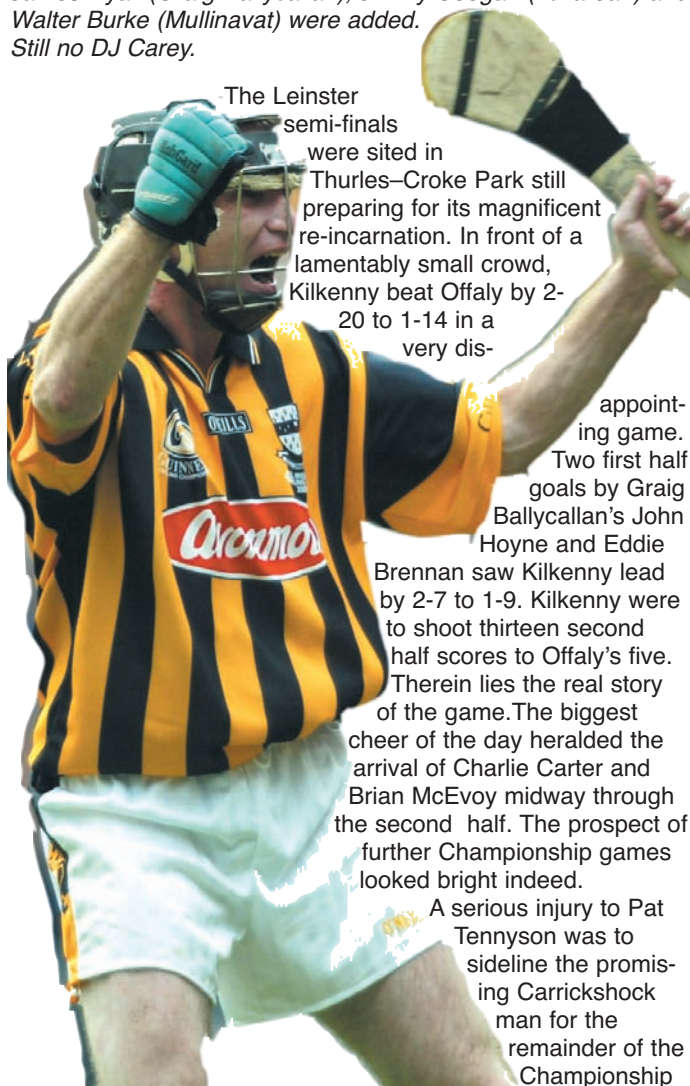 Walter Burke (Mullinavat) were added.
Still no DJ Carey.
The Leinster
semi-finals
were sited in
Thurles–Croke Park still
preparing for its magnificent
re-incarnation. In front of a
lamentably small crowd,
Kilkenny beat Offaly by 2-
20 to 1-14 in a
very dis-
appoint-
ing game.
Two first half
goals by Graig
Ballycallan's John
Hoyne and Eddie
Brennan saw Kilkenny lead
by 2-7 to 1-9. Kilkenny were
to shoot thirteen second
half scores to Offaly's five.
Therein lies the real story
of the game.The biggest
cheer of the day heralded the
arrival of Charlie Carter and
Brian McEvoy midway through
the second half. The prospect of
further Championship games
looked bright indeed.
A serious injury to Pat
Tennyson was to
sideline the promis-
ing Carrickshock
man for the
remainder of the
Championship
O'NEILLS
GUINNESS